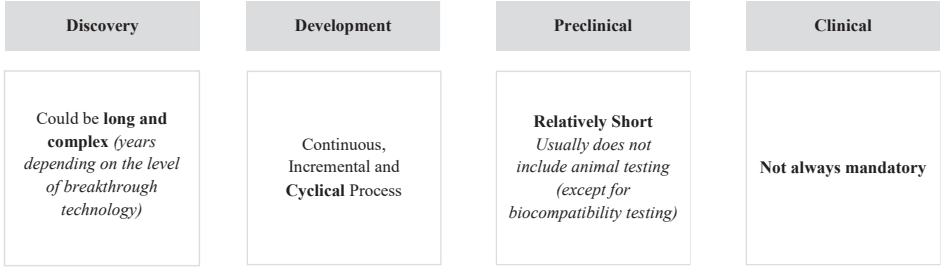 Discovery
Development
Preclinical
Clinical
Could be long and
complex (years
depending on the level
of breakthrough
technology)
Continuous,
Incremental and
Cyclical Process
Relatively Short
Usually does not
include animal testing
(except for
biocompatibility testing)
Not always mandatory